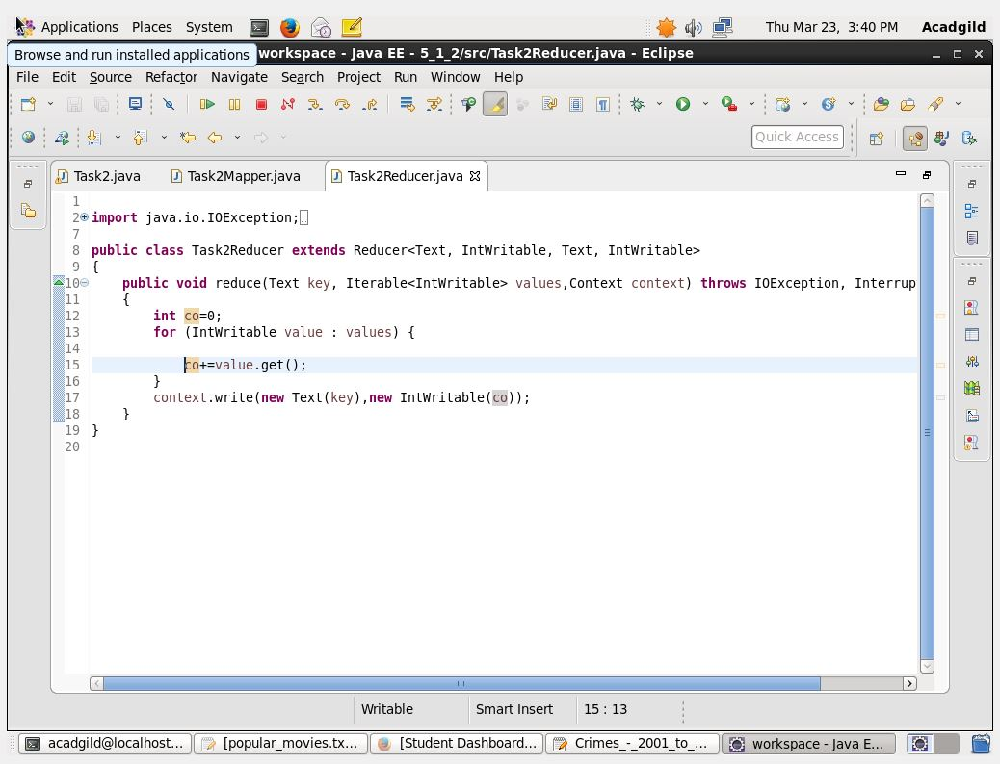 Applications Places System Thu Mar 23, 3:40 PM Acadgild
Browse and run installed applications workspace - Java EE - 5_1_2/src/Task2Reducer.java - Eclipse
File Edit Source Refactor Navigate Search Project Run Window Help
Quick Access
Task2.java Task2Mapper.java Task2Reducer.java
1
2 import java.io.IOException;
7
8 public class Task2Reducer extends Reducer<Text, IntWritable, Text, IntWritable>
9 {
10 public void reduce(Text key, Iterable<IntWritable> values,Context context) throws IOException, Interrup
11 {
12 int co=0;
13 for (IntWritable value : values) {
14
15 co+=value.get();
16 }
17 context.write(new Text(key),new IntWritable(co));
18 }
19 }
20
Writable Smart Insert 15 : 13
acadgild@localhost... [popular_movies.tx... [Student Dashboard... Crimes_-_2001_to_... workspace - Java E...